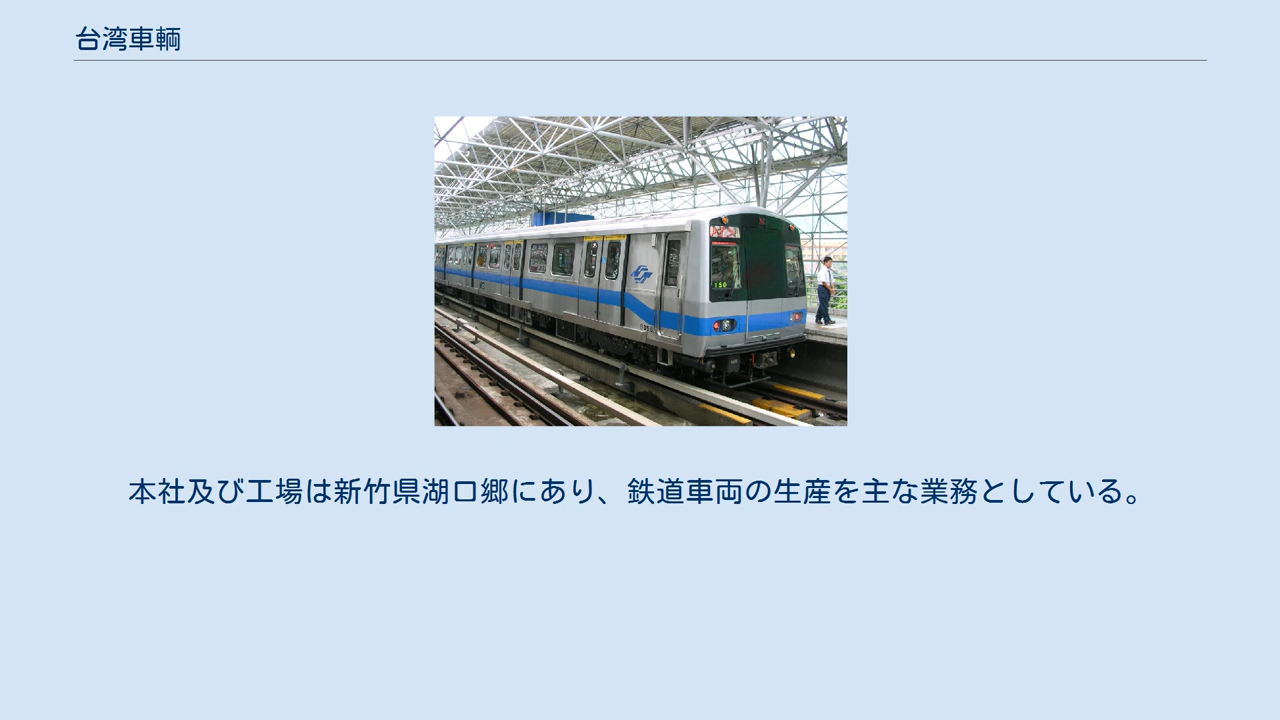 台湾車輌
150
本社及び工場は新竹県湖口郷にあり、鉄道車両の生産を主な業務としている。